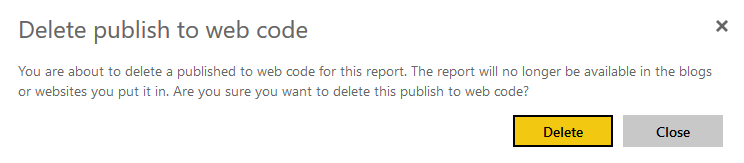 Delete publish to web code
You are about to delete a published to web code for this report. The report will no longer be available in the blogs
or websites you put it in. Are you sure you want to delete this publish to web code?
Delete Close